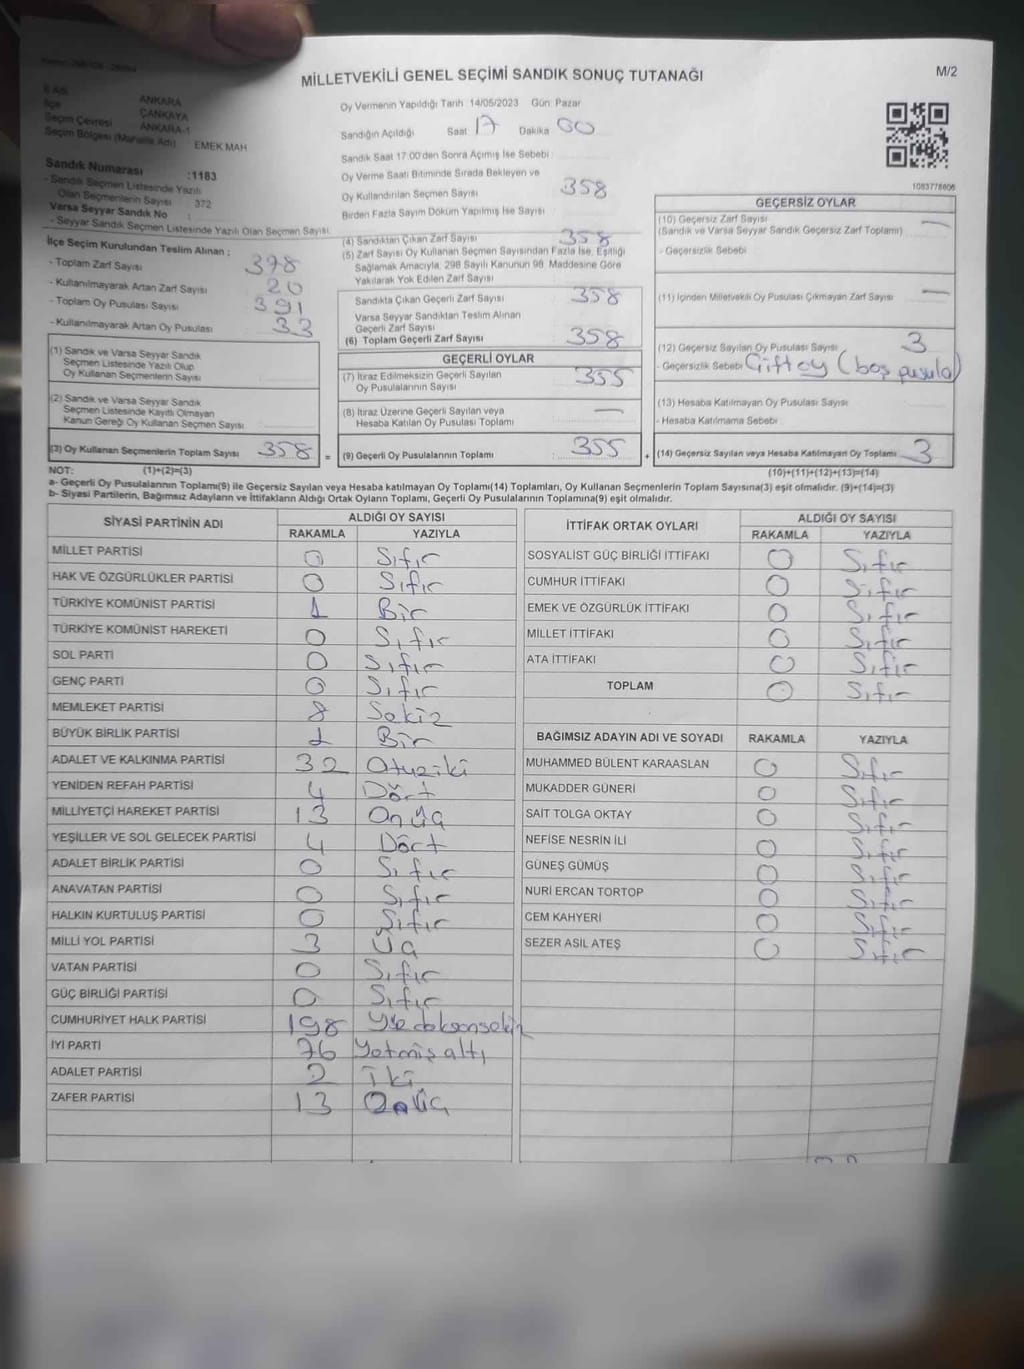 MİLLETVEKİLİ GENEL SEÇİMİ SANDIK SONUÇ TUTANAĞI
M/2
İl Adı ANKARA
İlçe ÇANKAYA
Seçim Çevresi ANKARA-1
Seçim Bölgesi (Mahalle Adı) EMEK MAH
Sandık Numarası :1183
- Sandık Seçmen Listesinde Yazılı
Olan Seçmenlerin Sayısı 372
Varsa Seyyar Sandık No :
- Seyyar Sandık Seçmen Listesinde Yazılı Olan Seçmen Sayısı
İlçe Seçim Kurulundan Teslim Alınan :
- Toplam Zarf Sayısı 378
- Kullanılmayarak Artan Zarf Sayısı 20
- Toplam Oy Pusulası Sayısı 391
- Kullanılmayarak Artan Oy Pusulası 33
(1) Sandık ve Varsa Seyyar Sandık
Seçmen Listesinde Yazılı Olup
Oy Kullanan Seçmenlerin Sayısı
(2) Sandık ve Varsa Seyyar Sandık
Seçmen Listesinde Kayıtlı Olmayan
Kanun Gereği Oy Kullanan Seçmen Sayısı
(3) Oy Kullanan Seçmenlerin Toplam Sayısı 358 =
Oy Vermenin Yapıldığı Tarih 14/05/2023 Gün Pazar
Sandığın Açıldığı Saat 17 Dakika 00
Sandık Saat 17:00'den Sonra Açılmış İse Sebebi :
Oy Verme Saati Bitiminde Sırada Bekleyen ve
Oy Kullandırılan Seçmen Sayısı 358
Birden Fazla Sayım Döküm Yapılmış İse Sayısı
(4) Sandıktan Çıkan Zarf Sayısı 358
(5) Zarf Sayısı Oy Kullanan Seçmen Sayısından Fazla İse, Eşitliği
Sağlamak Amacıyla, 298 Sayılı Kanunun 98. Maddesine Göre
Yakılarak Yok Edilen Zarf Sayısı
Sandıkta Çıkan Geçerli Zarf Sayısı 358
Varsa Seyyar Sandıktan Teslim Alınan
Geçerli Zarf Sayısı
(6) Toplam Geçerli Zarf Sayısı 358
GEÇERLİ OYLAR
(7) İtiraz Edilmeksizin Geçerli Sayılan
Oy Pusulalarının Sayısı 355
(8) İtiraz Üzerine Geçerli Sayılan veya
Hesaba Katılan Oy Pusulası Toplamı —
(9) Geçerli Oy Pusulalarının Toplamı 355 +
1083778606
GEÇERSİZ OYLAR
(10) Geçersiz Zarf Sayısı —
(Sandık ve Varsa Seyyar Sandık Geçersiz Zarf Toplamı)
- Geçersizlik Sebebi
(11) İçinden Milletvekili Oy Pusulası Çıkmayan Zarf Sayısı —
(12) Geçersiz Sayılan Oy Pusulası Sayısı 3
- Geçersizlik Sebebi Çiftoy (boş pusula)
(13) Hesaba Katılmayan Oy Pusulası Sayısı
- Hesaba Katılmama Sebebi
(14) Geçersiz Sayılan veya Hesaba Katılmayan Oy Toplamı 3
NOT: (1)+(2)=(3) (10)+(11)+(12)+(13)=(14)
a- Geçerli Oy Pusulalarının Toplamı(9) ile Geçersiz Sayılan veya Hesaba katılmayan Oy Toplamı(14) Toplamları, Oy Kullanan Seçmenlerin Toplam Sayısına(3) eşit olmalıdır. (9)+(14)=(3)
b- Siyasi Partilerin, Bağımsız Adayların ve İttifakların Aldığı Ortak Oyların Toplamı, Geçerli Oy Pusulalarının Toplamına(9) eşit olmalıdır.
SİYASİ PARTİNİN ADI ALDIĞI OY SAYISI
RAKAMLA YAZIYLA
MİLLET PARTİSİ 0 Sıfır
HAK VE ÖZGÜRLÜKLER PARTİSİ 0 Sıfır
TÜRKİYE KOMÜNİST PARTİSİ 1 Bir
TÜRKİYE KOMÜNİST HAREKETİ 0 Sıfır
SOL PARTİ 0 Sıfır
GENÇ PARTİ 0 Sıfır
MEMLEKET PARTİSİ 8 Sekiz
BÜYÜK BİRLİK PARTİSİ 1 Bir
ADALET VE KALKINMA PARTİSİ 32 Otuziki
YENİDEN REFAH PARTİSİ 4 Dört
MİLLİYETÇİ HAREKET PARTİSİ 13 Onüç
YEŞİLLER VE SOL GELECEK PARTİSİ 4 Dört
ADALET BİRLİK PARTİSİ 0 Sıfır
ANAVATAN PARTİSİ 0 Sıfır
HALKIN KURTULUŞ PARTİSİ 0 Sıfır
MİLLİ YOL PARTİSİ 3 Üç
VATAN PARTİSİ 0 Sıfır
GÜÇ BİRLİĞİ PARTİSİ 0 Sıfır
CUMHURİYET HALK PARTİSİ 198 Yüzdoksansekiz
İYİ PARTİ 76 Yetmişaltı
ADALET PARTİSİ 2 İki
ZAFER PARTİSİ 13 Onüç
İTTİFAK ORTAK OYLARI ALDIĞI OY SAYISI
RAKAMLA YAZIYLA
SOSYALİST GÜÇ BİRLİĞİ İTTİFAKI 0 Sıfır
CUMHUR İTTİFAKI 0 Sıfır
EMEK VE ÖZGÜRLÜK İTTİFAKI 0 Sıfır
MİLLET İTTİFAKI 0 Sıfır
ATA İTTİFAKI 0 Sıfır
TOPLAM 0 Sıfır
BAĞIMSIZ ADAYIN ADI VE SOYADI RAKAMLA YAZIYLA
MUHAMMED BÜLENT KARAASLAN 0 Sıfır
MUKADDER GÜNERİ 0 Sıfır
SAİT TOLGA OKTAY 0 Sıfır
NEFİSE NESRİN İLİ 0 Sıfır
GÜNEŞ GÜMÜŞ 0 Sıfır
NURİ ERCAN TORTOP 0 Sıfır
CEM KAHYERİ 0 Sıfır
SEZER ASİL ATEŞ 0 Sıfır